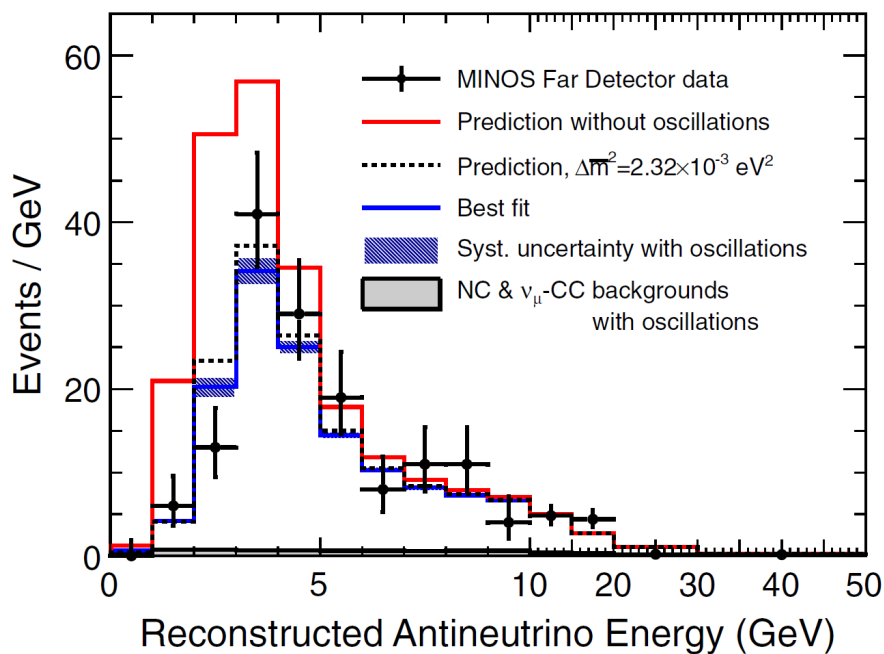 60
40
20
0
Events / GeV
MINOS Far Detector data
Prediction without oscillations
Prediction, Δm̅²=2.32×10⁻³ eV²
Best fit
Syst. uncertainty with oscillations
NC & νμ-CC backgrounds
with oscillations
0 5 10 20 30 40 50
Reconstructed Antineutrino Energy (GeV)